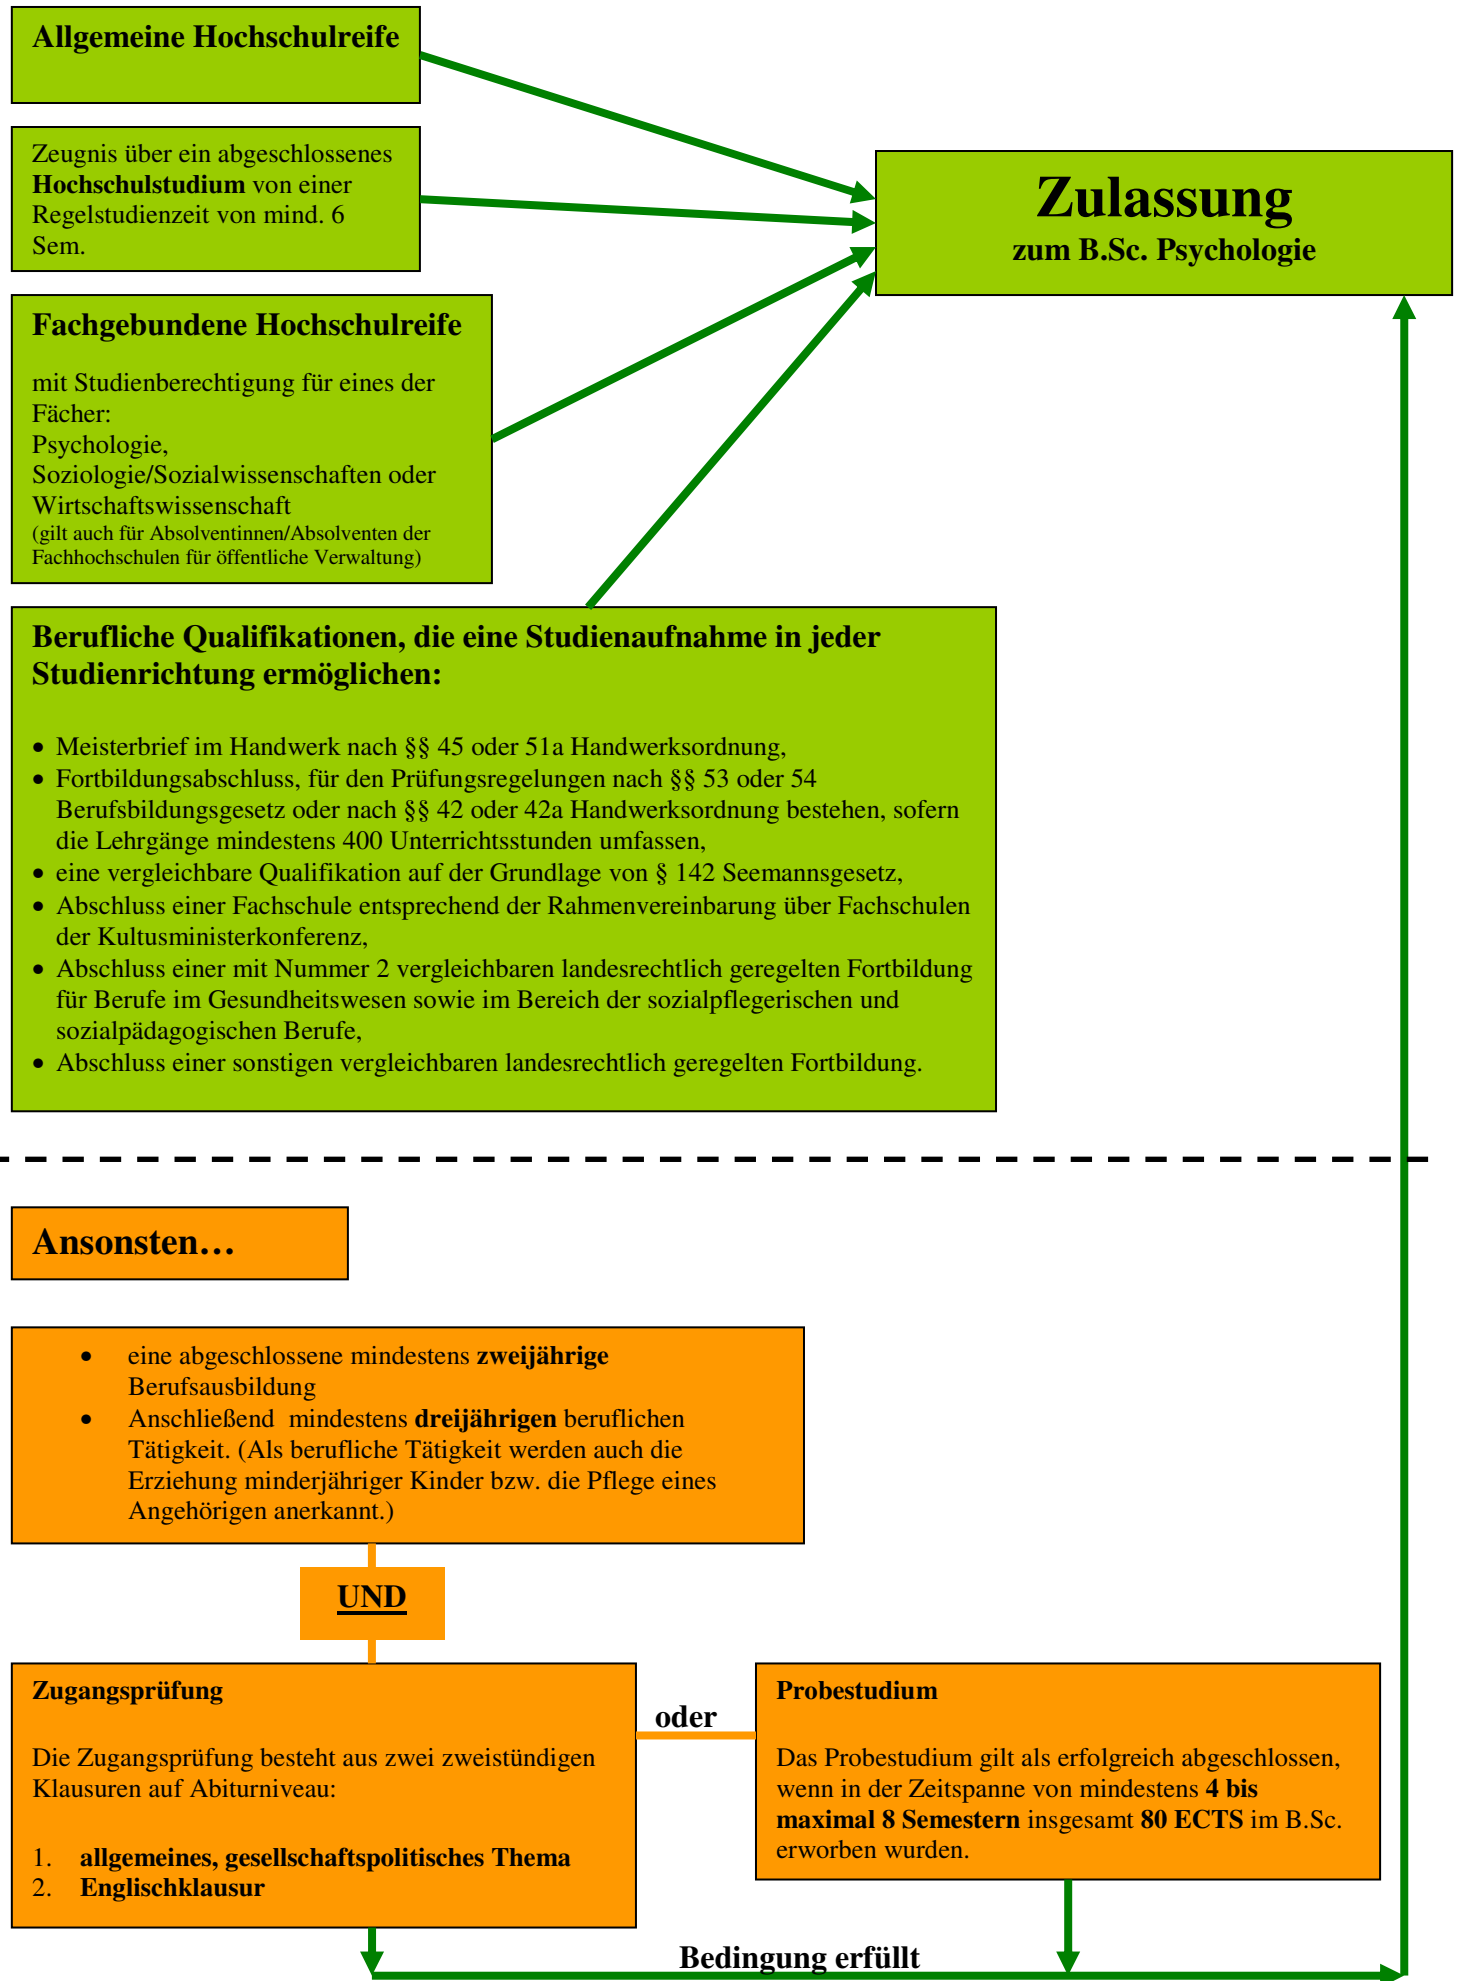 Allgemeine Hochschulreife
Zeugnis über ein abgeschlossenes
Hochschulstudium von einer
Regelstudienzeit von mind. 6
Sem.
Zulassung
zum B.Sc. Psychologie
Fachgebundene Hochschulreife
mit Studienberechtigung für eines der
Fächer:
Psychologie,
Soziologie/Sozialwissenschaften oder
Wirtschaftswissenschaft
(gilt auch für Absolventinnen/Absolventen der
Fachhochschulen für öffentliche Verwaltung)
Berufliche Qualifikationen, die eine Studienaufnahme in jeder
Studienrichtung ermöglichen:
• Meisterbrief im Handwerk nach §§ 45 oder 51a Handwerksordnung,
• Fortbildungsabschluss, für den Prüfungsregelungen nach §§ 53 oder 54
Berufsbildungsgesetz oder nach §§ 42 oder 42a Handwerksordnung bestehen, sofern
die Lehrgänge mindestens 400 Unterrichtsstunden umfassen,
• eine vergleichbare Qualifikation auf der Grundlage von § 142 Seemannsgesetz,
• Abschluss einer Fachschule entsprechend der Rahmenvereinbarung über Fachschulen
der Kultusministerkonferenz,
• Abschluss einer mit Nummer 2 vergleichbaren landesrechtlich geregelten Fortbildung
für Berufe im Gesundheitswesen sowie im Bereich der sozialpflegerischen und
sozialpädagogischen Berufe,
• Abschluss einer sonstigen vergleichbaren landesrechtlich geregelten Fortbildung.
Ansonsten…
• eine abgeschlossene mindestens zweijährige
Berufsausbildung
• Anschließend mindestens dreijährigen beruflichen
Tätigkeit. (Als berufliche Tätigkeit werden auch die
Erziehung minderjähriger Kinder bzw. die Pflege eines
Angehörigen anerkannt.)
UND
Zugangsprüfung
Die Zugangsprüfung besteht aus zwei zweistündigen
Klausuren auf Abiturniveau:
1. allgemeines, gesellschaftspolitisches Thema
2. Englischklausur
oder
Probestudium
Das Probestudium gilt als erfolgreich abgeschlossen,
wenn in der Zeitspanne von mindestens 4 bis
maximal 8 Semestern insgesamt 80 ECTS im B.Sc.
erworben wurden.
Bedingung erfüllt